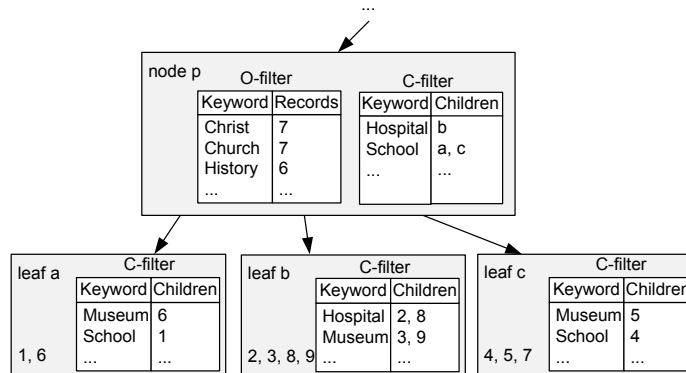 ...
node p
O-filter
C-filter
Keyword Records
Christ 7
Church 7
History 6
... ...
Keyword Children
Hospital b
School a, c
... ...
leaf a
C-filter
Keyword Children
Museum 6
School 1
... ...
1, 6
leaf b
C-filter
Keyword Children
Hospital 2, 8
Museum 3, 9
... ...
2, 3, 8, 9
leaf c
C-filter
Keyword Children
Museum 5
School 4
... ...
4, 5, 7